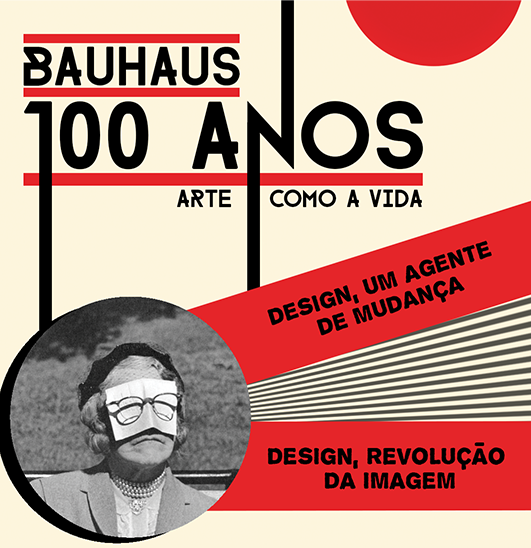 BAUHAUS
100 ANOS
ARTE COMO A VIDA
DESIGN, UM AGENTE
DE MUDANÇA
DESIGN, REVOLUÇÃO
DA IMAGEM